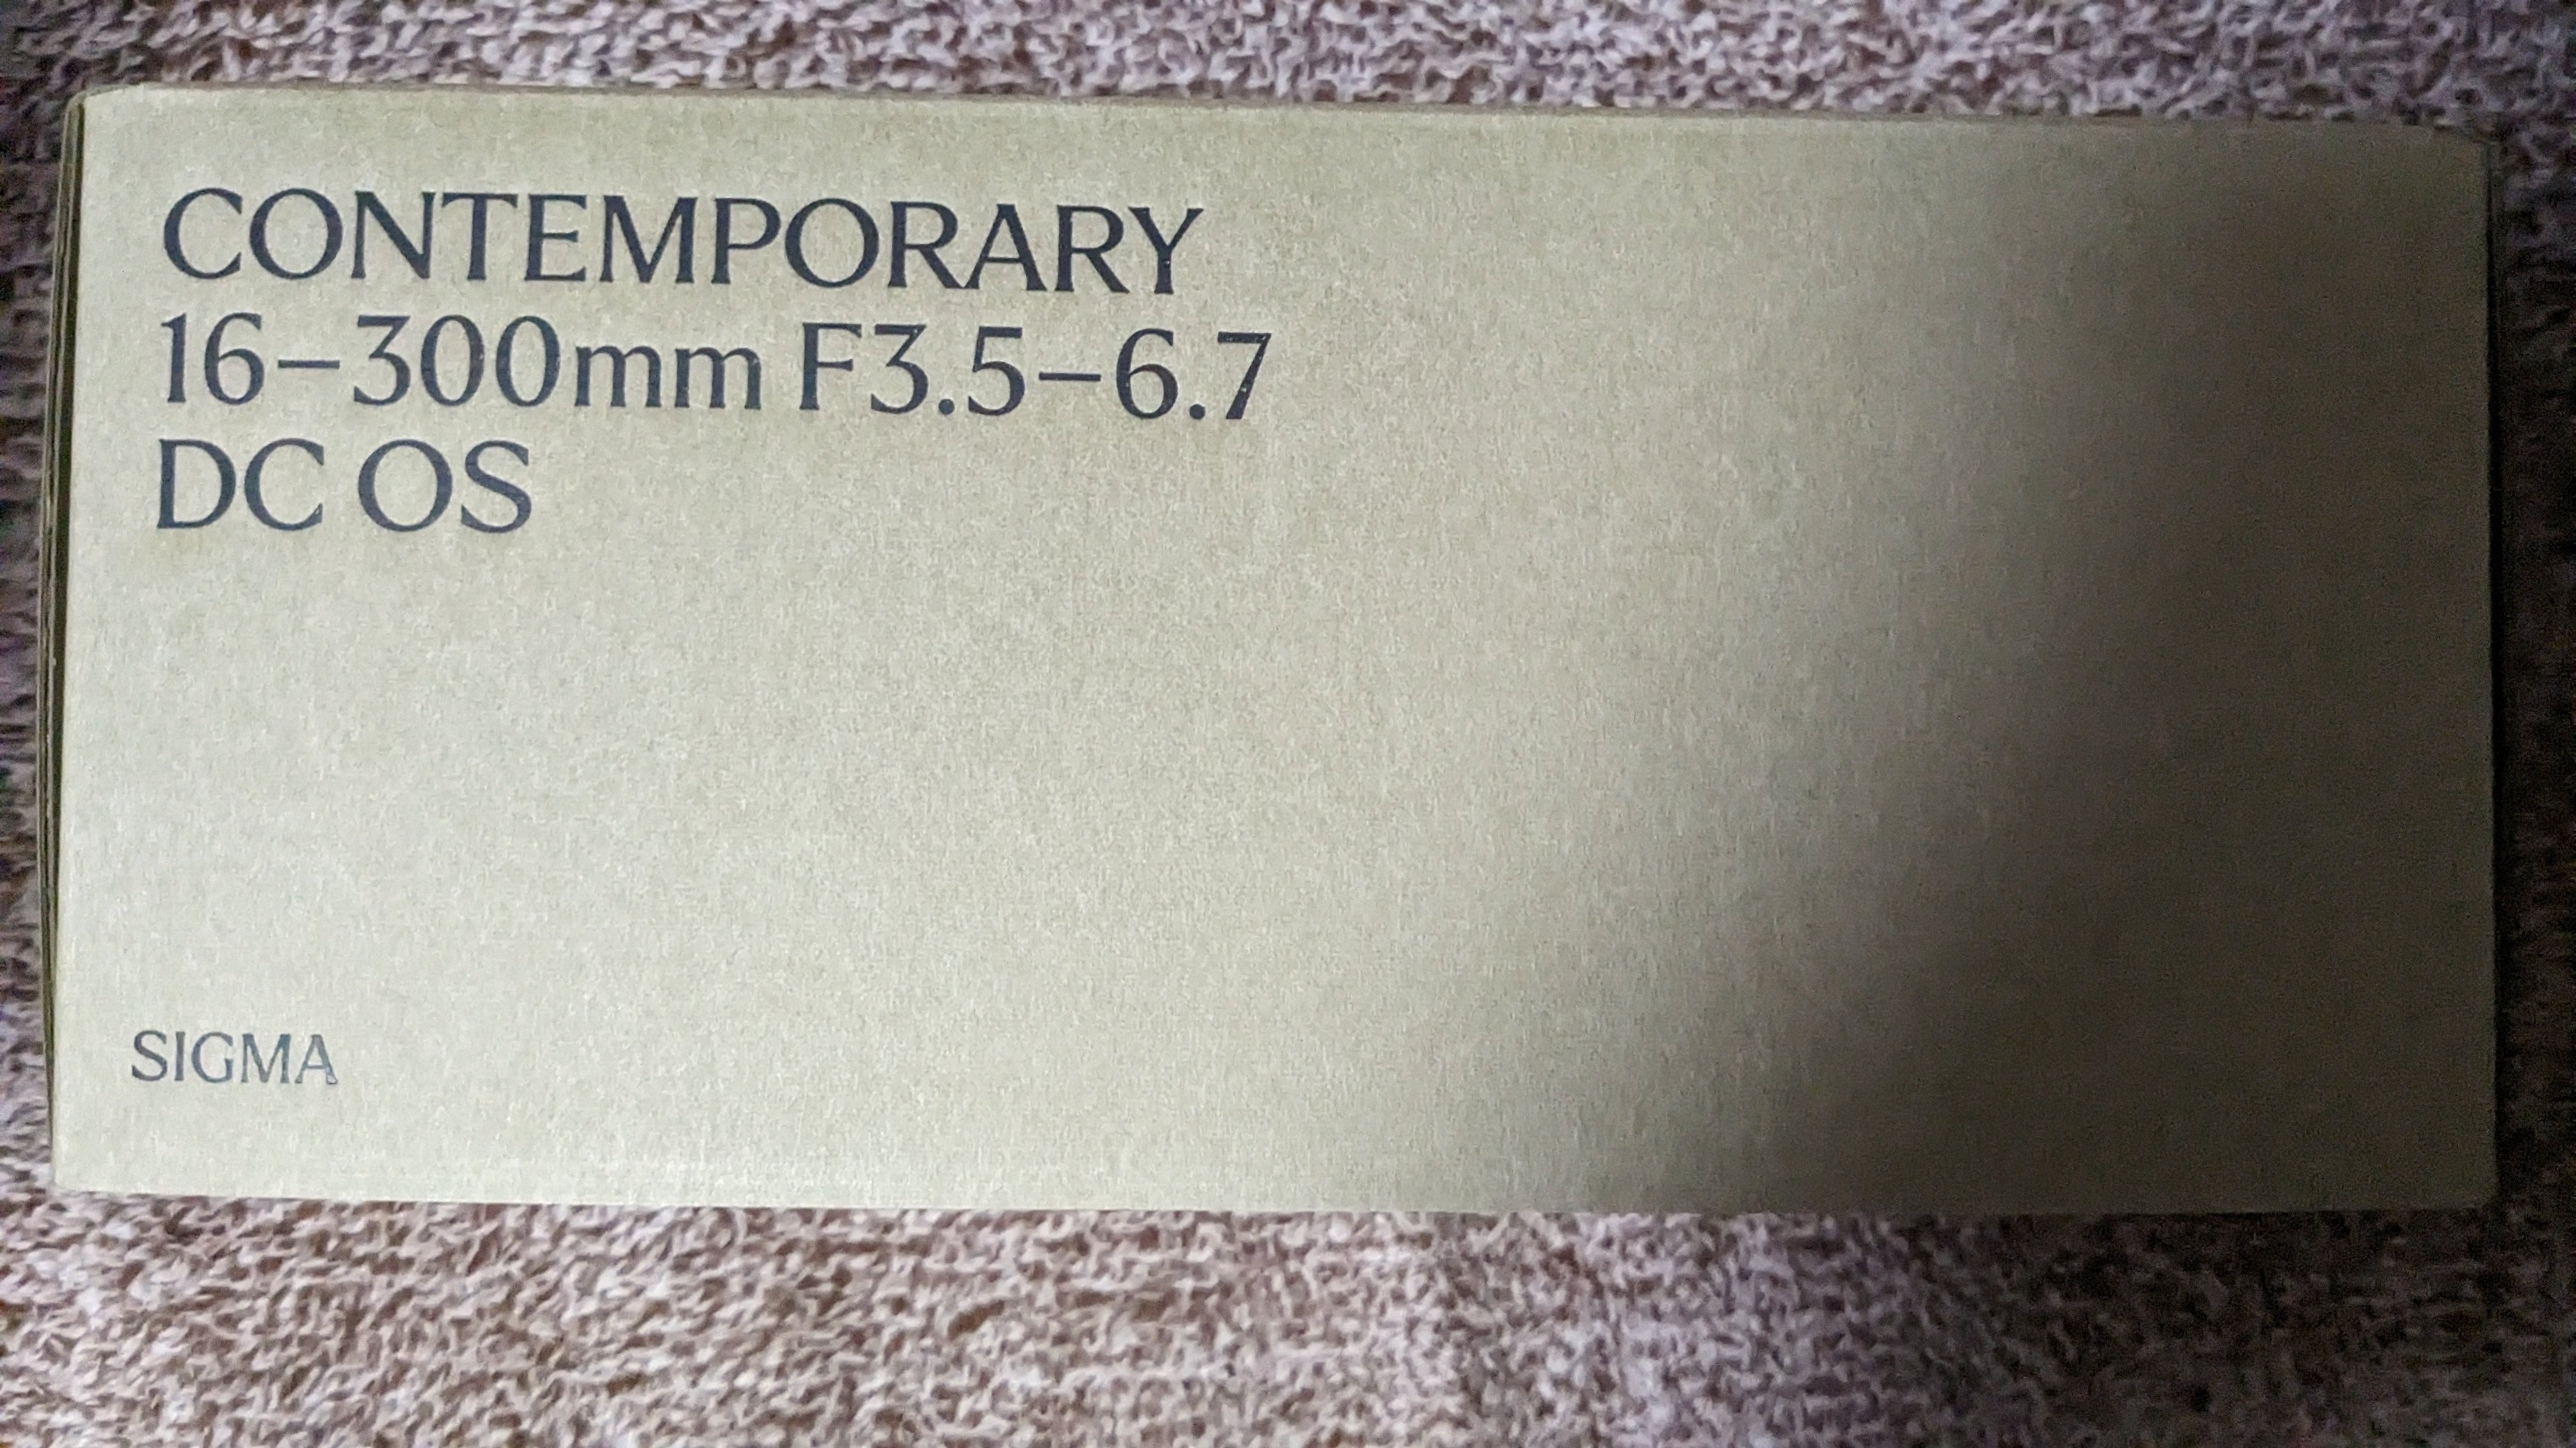 CONTEMPORARY
16–300mm F3.5–6.7
DC OS
SIGMA